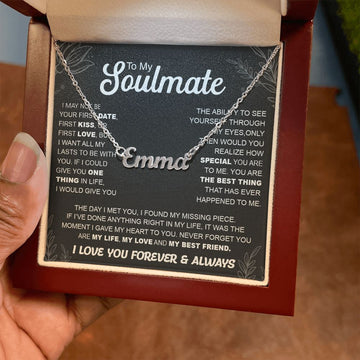 To My
Soulmate
I MAY NOT BE
YOUR FIRST DATE,
FIRST KISS,
FIRST LOVE,
I WANT ALL MY
LASTS TO BE WITH
YOU. IF I COULD
GIVE YOU ONE
THING IN LIFE,
I WOULD GIVE YOU
THE ABILITY TO SEE
YOURSELF THROUGH
MY EYES, ONLY
THEN WOULD YOU
REALIZE HOW
SPECIAL YOU ARE
TO ME. YOU ARE
THE BEST THING
THAT HAS EVER
HAPPENED TO ME.
Emma
THE DAY I MET YOU, I FOUND MY MISSING PIECE.
IF I'VE DONE ANYTHING RIGHT IN MY LIFE, IT WAS THE
MOMENT I GAVE MY HEART TO YOU. NEVER FORGET YOU
ARE MY LIFE, MY LOVE AND MY BEST FRIEND.
I LOVE YOU FOREVER & ALWAYS